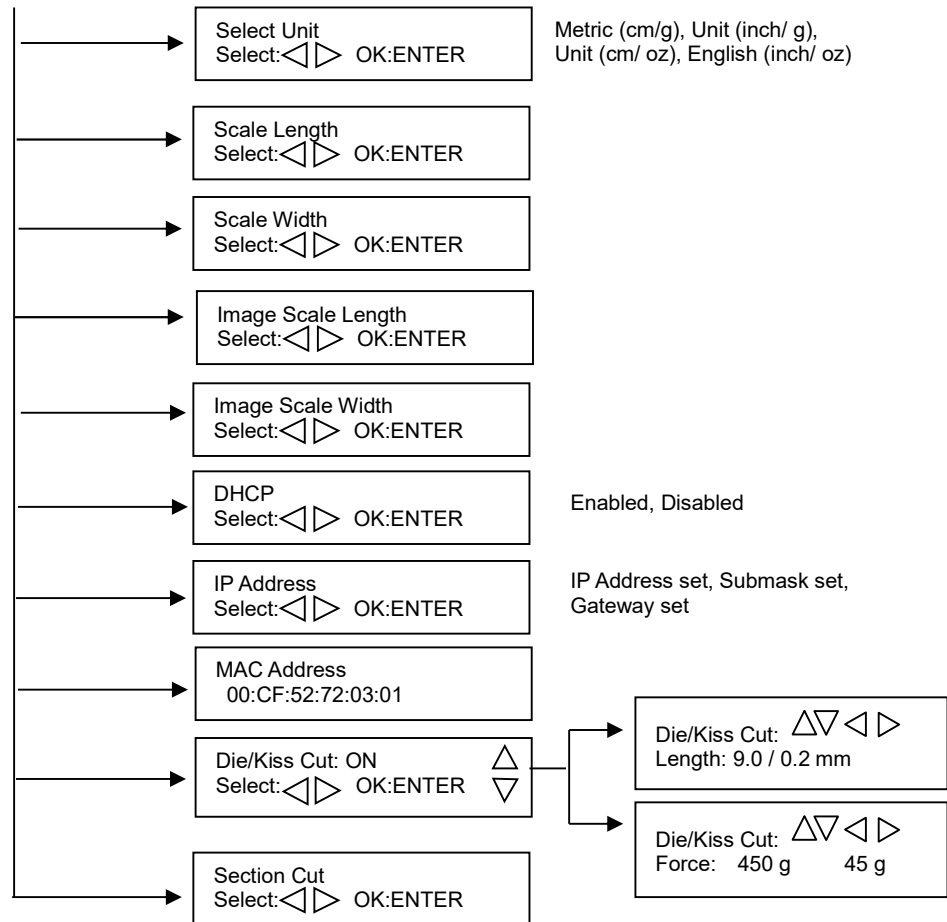 Select Unit
Select:◁ ▷ OK:ENTER
Metric (cm/g), Unit (inch/ g),
Unit (cm/ oz), English (inch/ oz)
Scale Length
Select:◁ ▷ OK:ENTER
Scale Width
Select:◁ ▷ OK:ENTER
Image Scale Length
Select:◁ ▷ OK:ENTER
Image Scale Width
Select:◁ ▷ OK:ENTER
DHCP
Select:◁ ▷ OK:ENTER
Enabled, Disabled
IP Address
Select:◁ ▷ OK:ENTER
IP Address set, Submask set,
Gateway set
MAC Address
00:CF:52:72:03:01
Die/Kiss Cut: ON △
Select:◁ ▷ OK:ENTER ▽
Die/Kiss Cut: △▽ ◁ ▷
Length: 9.0 / 0.2 mm
Die/Kiss Cut: △▽ ◁ ▷
Force: 450 g 45 g
Section Cut
Select:◁ ▷ OK:ENTER